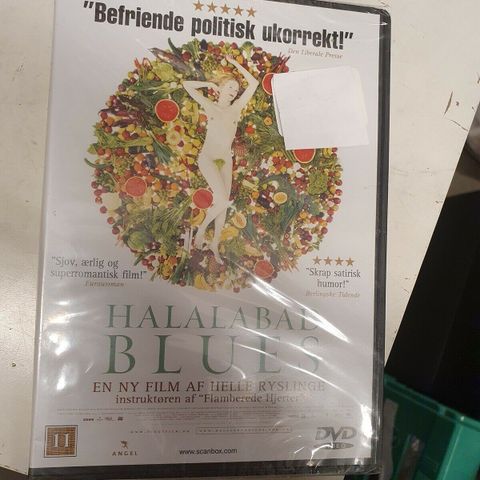 ★★★★★
"Befriende politisk ukorrekt!"
Den Liberale Presse
"Sjov, ærlig og
superromantisk film!"
Eurowoman
★★★★
"Skrap satirisk
humor!"
Berlingske Tidende
HALALABAD
BLUES
EN NY FILM AF HELLE RYSLINGE
instruktøren af "Flamberede Hjerter"
11
ANGEL
www.scanbox.com
DVD